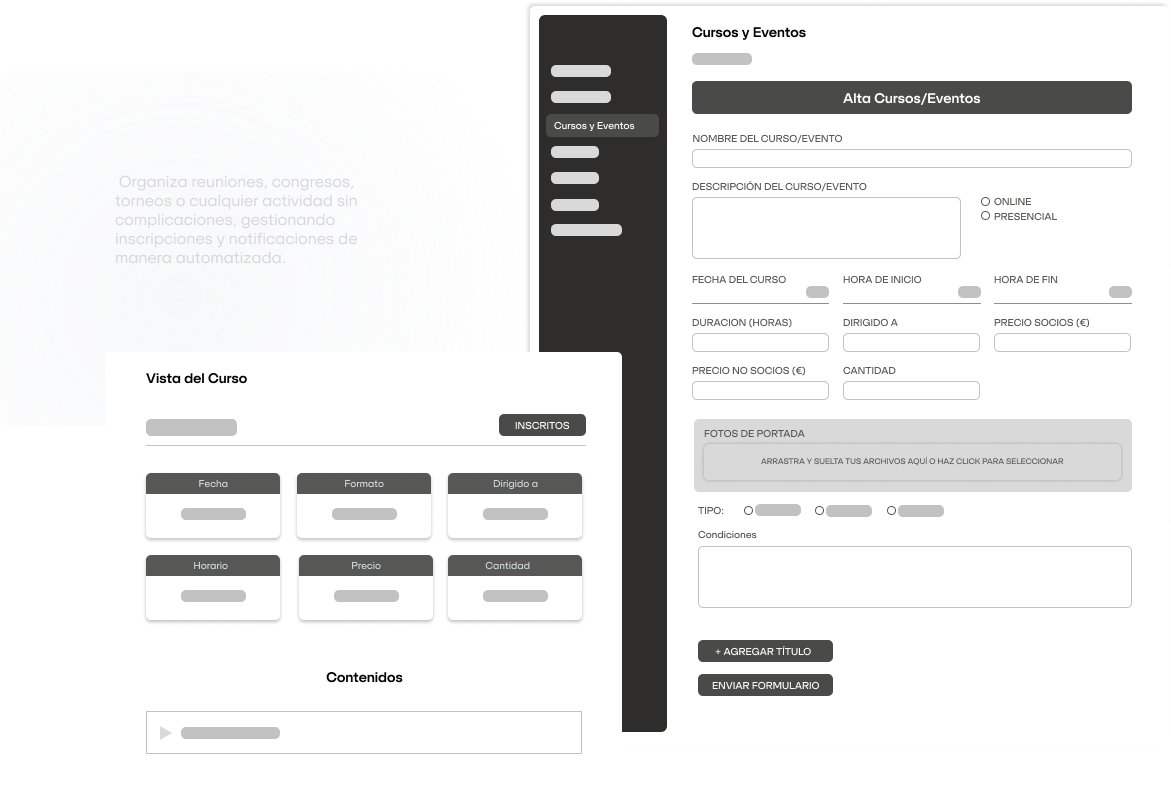 Organiza reuniones, congresos,
torneos o cualquier actividad sin
complicaciones, gestionando
inscripciones y notificaciones de
manera automatizada.
Cursos y Eventos
Cursos y Eventos
Alta Cursos/Eventos
NOMBRE DEL CURSO/EVENTO
DESCRIPCIÓN DEL CURSO/EVENTO
ONLINE
PRESENCIAL
FECHA DEL CURSO HORA DE INICIO HORA DE FIN
DURACION (HORAS) DIRIGIDO A PRECIO SOCIOS (€)
PRECIO NO SOCIOS (€) CANTIDAD
FOTOS DE PORTADA
ARRASTRA Y SUELTA TUS ARCHIVOS AQUÍ O HAZ CLICK PARA SELECCIONAR
TIPO:
Condiciones
+ AGREGAR TÍTULO
ENVIAR FORMULARIO
Vista del Curso
INSCRITOS
Fecha Formato Dirigido a
Horario Precio Cantidad
Contenidos